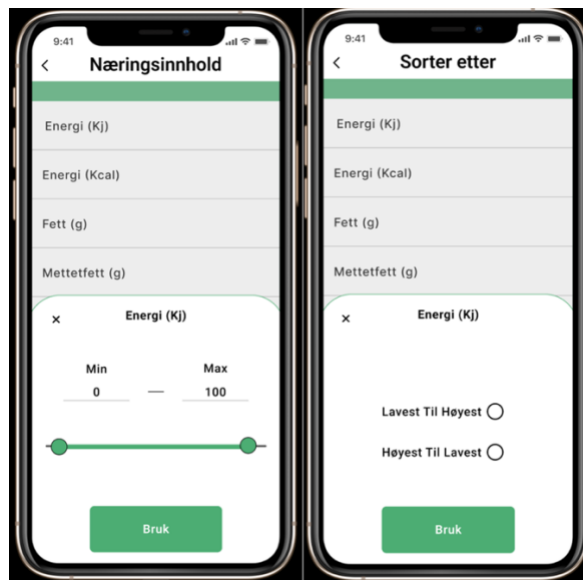 9:41
Næringsinnhold
Energi (Kj)
Energi (Kcal)
Fett (g)
Mettetfett (g)
×
Energi (Kj)
Min
Max
0
—
100
Bruk
9:41
Sorter etter
Energi (Kj)
Energi (Kcal)
Fett (g)
Mettetfett (g)
×
Energi (Kj)
Lavest Til Høyest
Høyest Til Lavest
Bruk